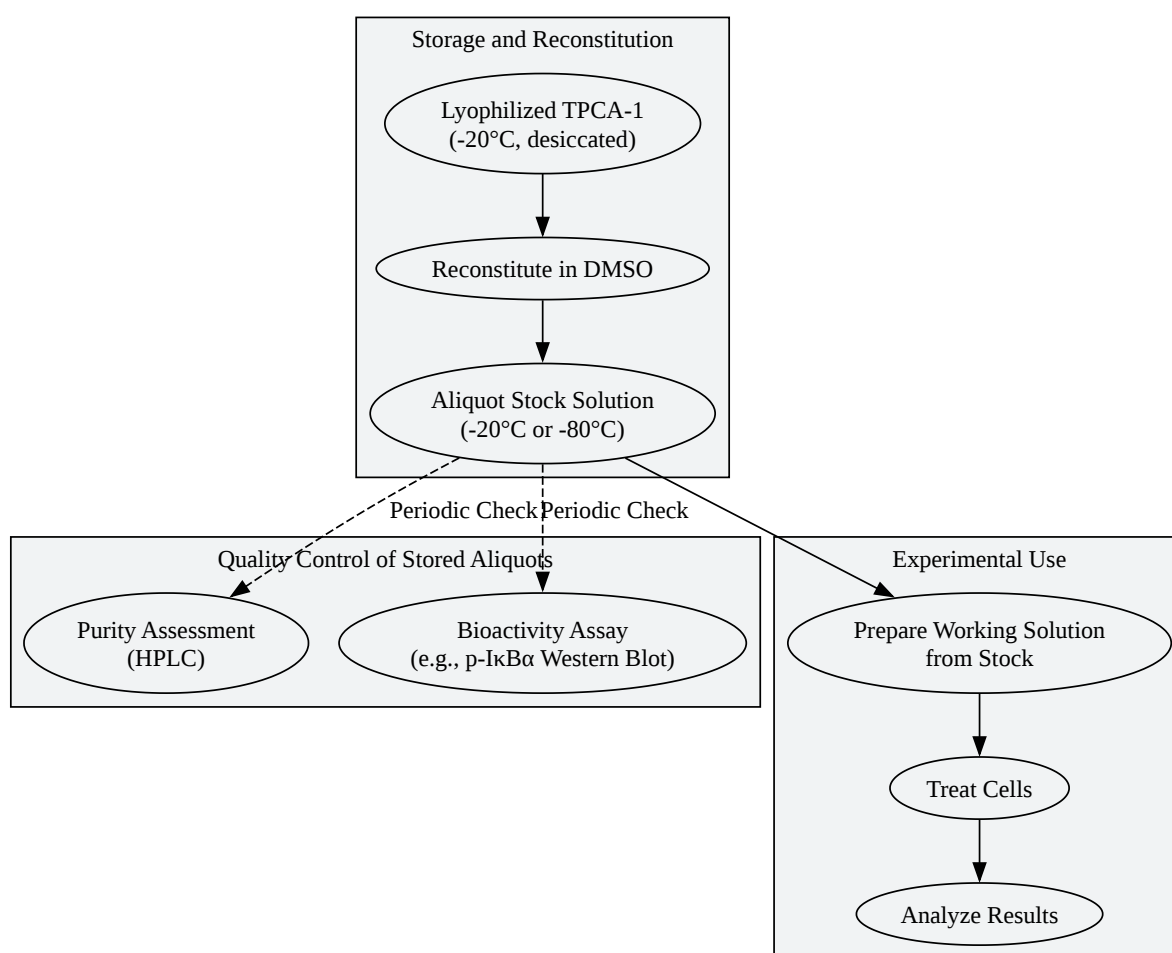 Storage and Reconstitution
Lyophilized TPCA-1
(-20°C, desiccated)
Reconstitute in DMSO
Aliquot Stock Solution
(-20°C or -80°C)
Periodic Check
Periodic Check
Quality Control of Stored Aliquots
Purity Assessment
(HPLC)
Bioactivity Assay
(e.g., p-IκBα Western Blot)
Experimental Use
Prepare Working Solution
from Stock
Treat Cells
Analyze Results